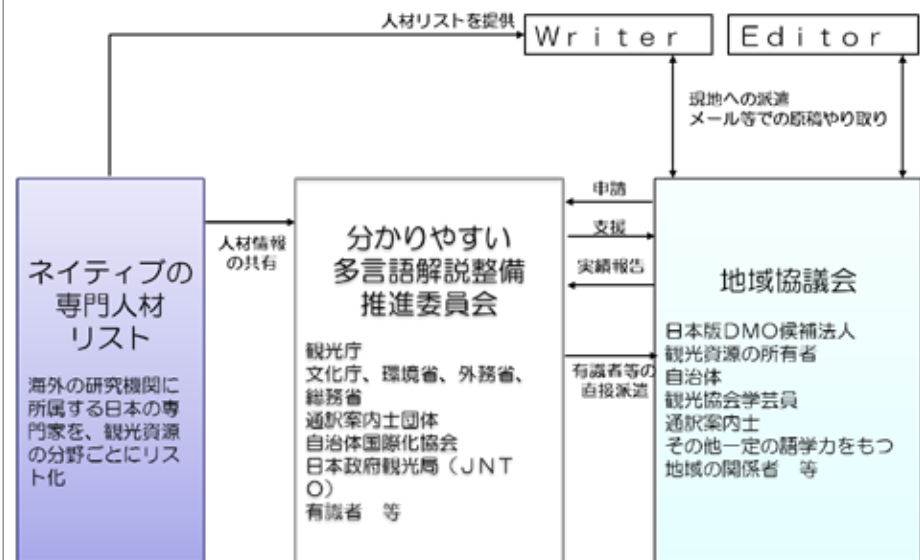 人材リストを提供
Ｗｒｉｔｅｒ
Ｅｄｉｔｏｒ
現地への派遣
メール等での原稿やり取り
ネイティブの
専門人材
リスト
海外の研究機関に
所属する日本の専
門家を、観光資源
の分野ごとにリス
ト化
人材情報
の共有
分かりやすい
多言語解説整備
推進委員会
観光庁
文化庁、環境省、外務省、
総務省
通訳案内士団体
自治体国際化協会
日本政府観光局（ＪＮＴ
Ｏ）
有識者　等
申請
支援
実績報告
有識者等の
直接派遣
地域協議会
日本版ＤＭＯ候補法人
観光資源の所有者
自治体
観光協会学芸員
通訳案内士
その他一定の語学力をもつ
地域の関係者　等